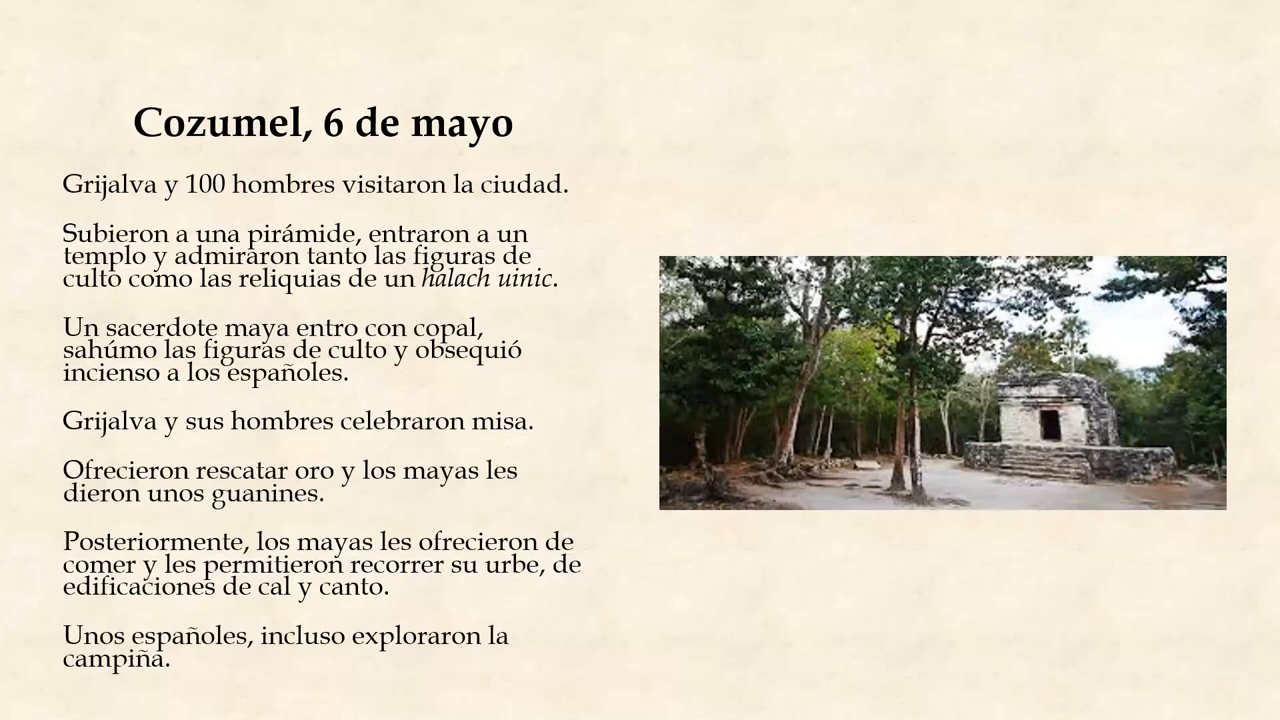 Cozumel, 6 de mayo
Grijalva y 100 hombres visitaron la ciudad.
Subieron a una pirámide, entraron a un
templo y admiraron tanto las figuras de
culto como las reliquias de un halach uinic.
Un sacerdote maya entro con copal,
sahúmo las figuras de culto y obsequió
incienso a los españoles.
Grijalva y sus hombres celebraron misa.
Ofrecieron rescatar oro y los mayas les
dieron unos guanines.
Posteriormente, los mayas les ofrecieron de
comer y les permitieron recorrer su urbe, de
edificaciones de cal y canto.
Unos españoles, incluso exploraron la
campiña.